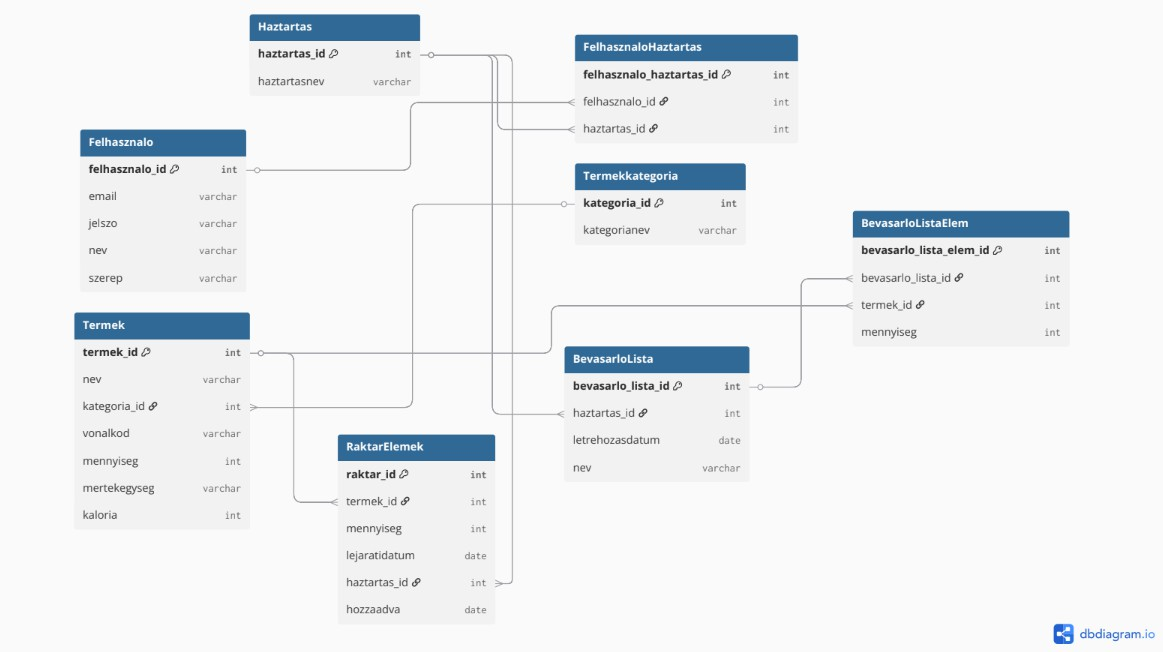 Haztartas
haztartas_id int
haztartasnev varchar
FelhasznaloHaztartas
felhasznalo_haztartas_id int
felhasznalo_id int
haztartas_id int
Felhasznalo
felhasznalo_id int
email varchar
jelszo varchar
nev varchar
szerep varchar
Termekkategoria
kategoria_id int
kategorianev varchar
BevasarloListaElem
bevasarlo_lista_elem_id int
bevasarlo_lista_id int
termek_id int
mennyiseg int
Termek
termek_id int
nev varchar
kategoria_id int
vonalkod varchar
mennyiseg int
mertekegyseg varchar
kaloria int
BevasarloLista
bevasarlo_lista_id int
haztartas_id int
letrehozasdatum date
nev varchar
RaktarElemek
raktar_id int
termek_id int
mennyiseg int
lejaratidatum date
haztartas_id int
hozzaadva date
dbdiagram.io